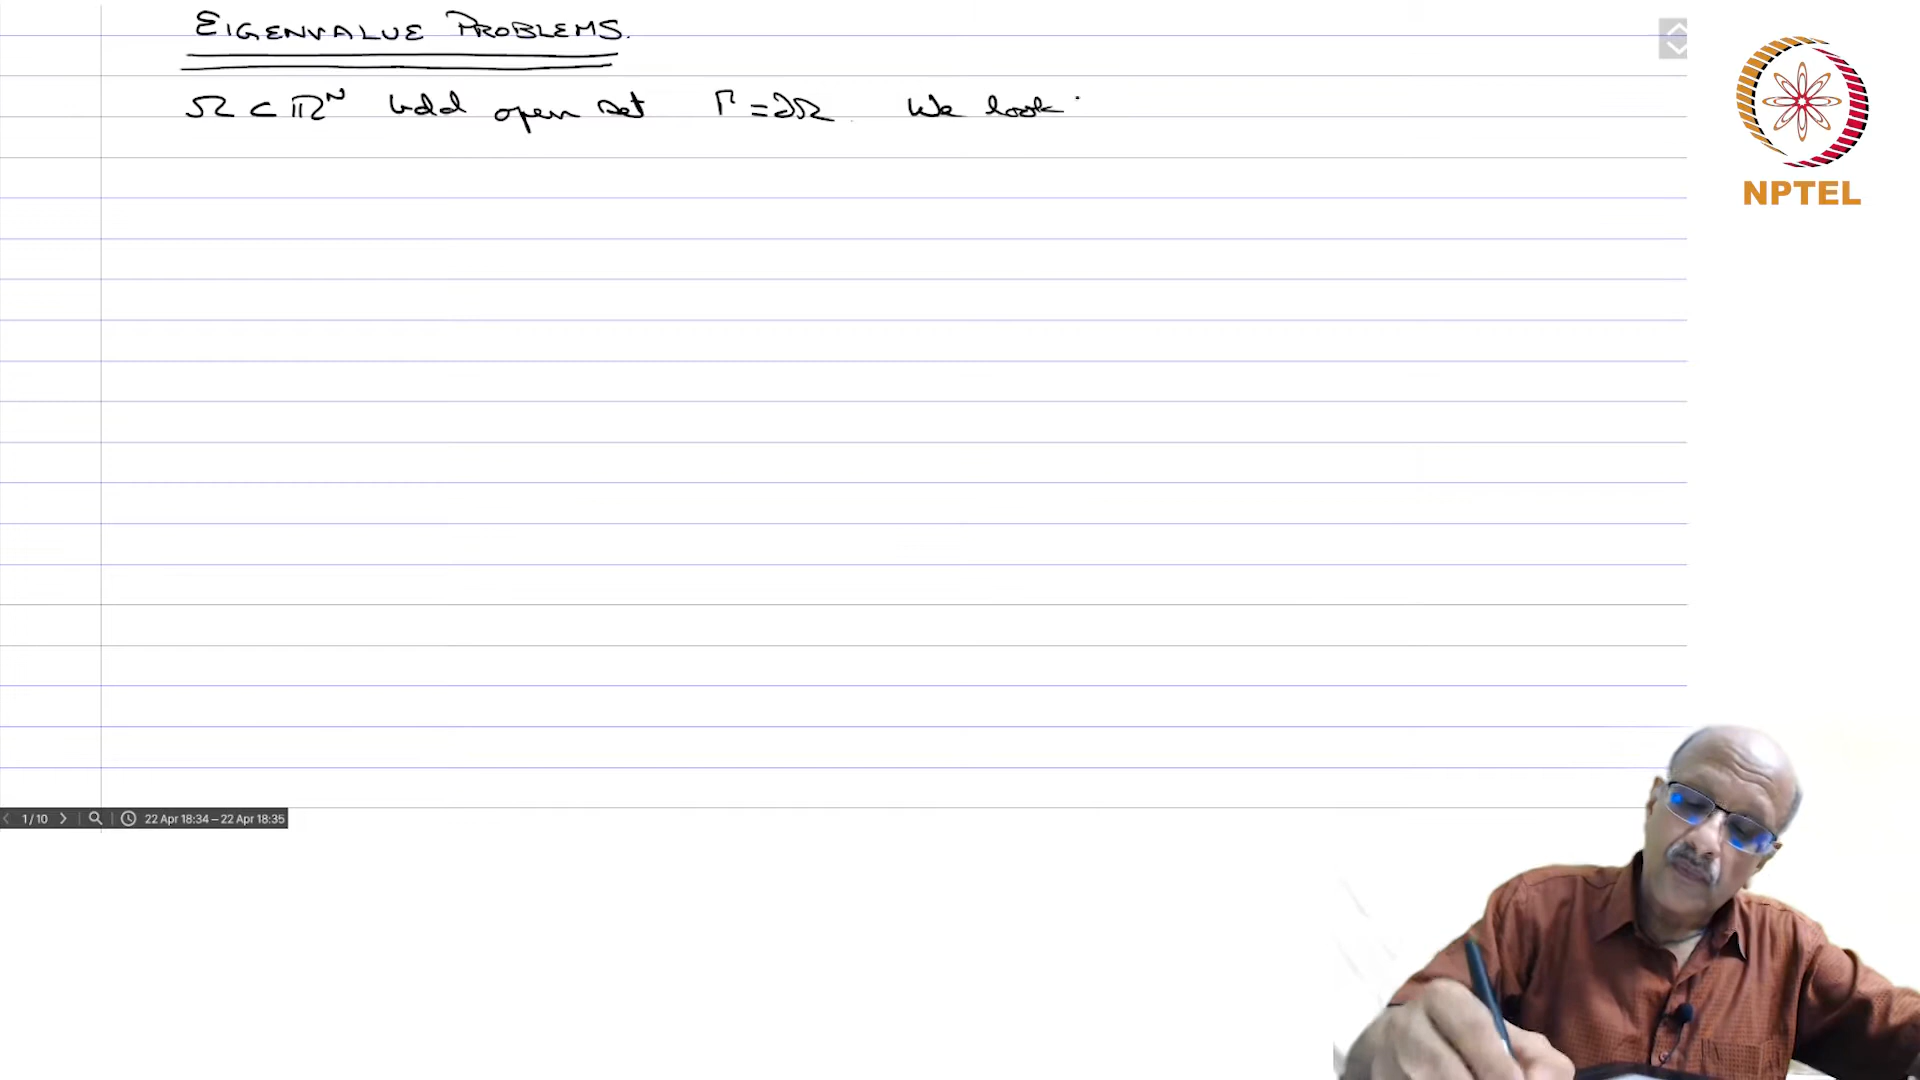 EIGENVALUE PROBLEMS.
Ω ⊂ ℝᴺ bdd open set Γ = ∂Ω. We look
NPTEL
1/10 22 Apr 18:34 – 22 Apr 18:35